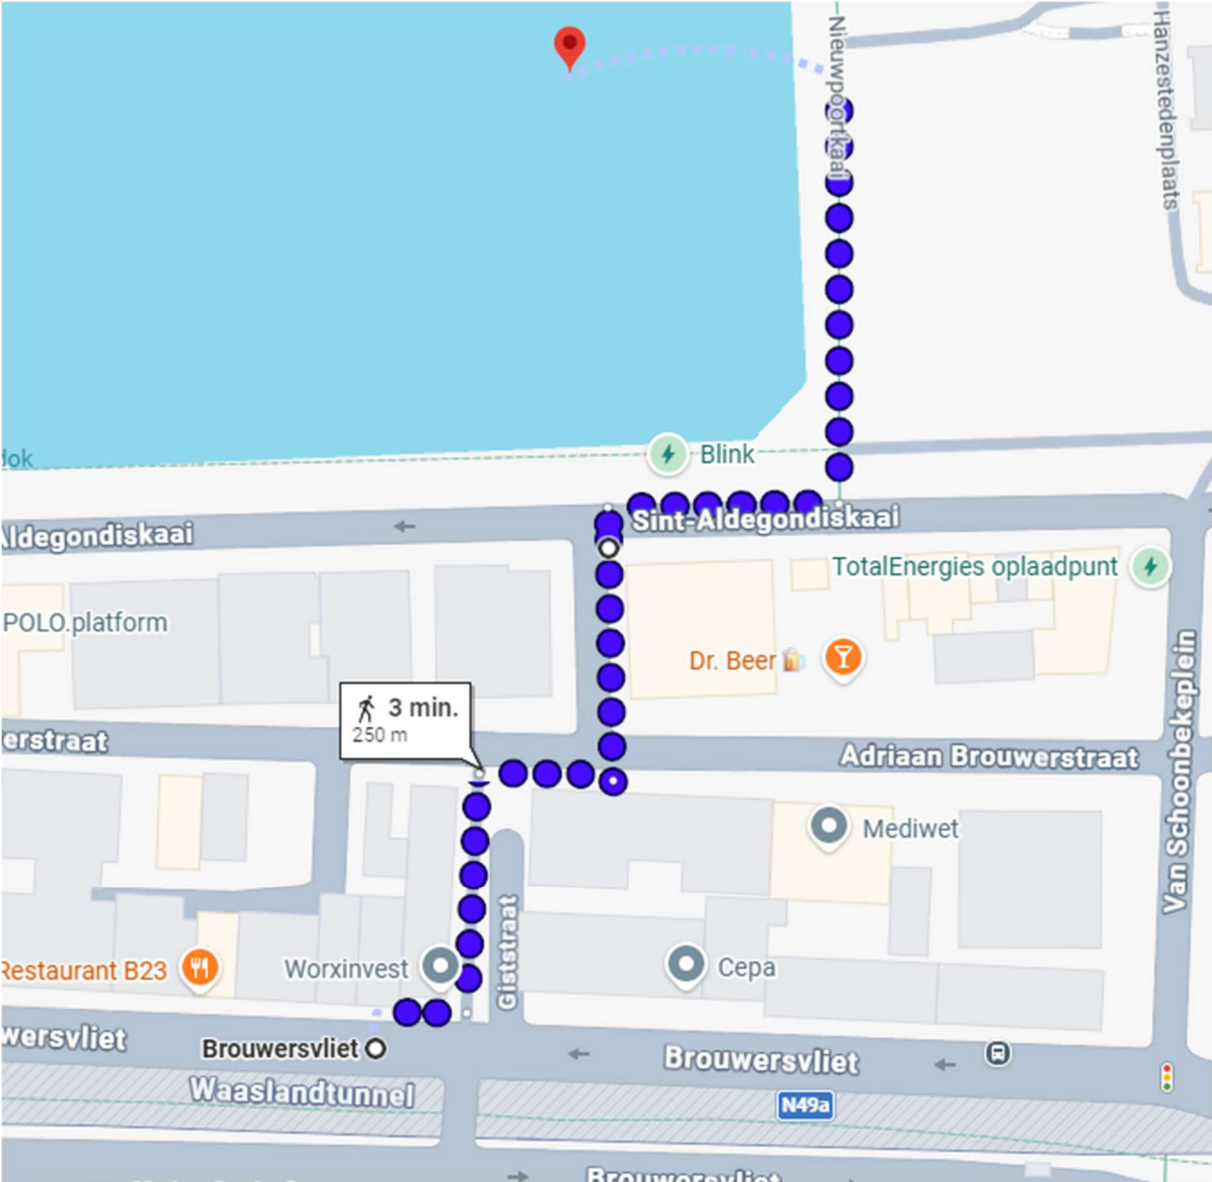 Nieuwpoortkaai
Hanzestedenplaats
dok
Blink
Sint-Aldegondiskaai
Aldegondiskaai
TotalEnergies oplaadpunt
POLO.platform
Dr. Beer
3 min.
250 m
erstraat
Adriaan Brouwerstraat
Van Schoonbekeplein
Mediwet
Giststraat
Restaurant B23
Worxinvest
Cepa
wersvliet
Brouwersvliet
Brouwersvliet
Waaslandtunnel
N49a
Brouwersvliet